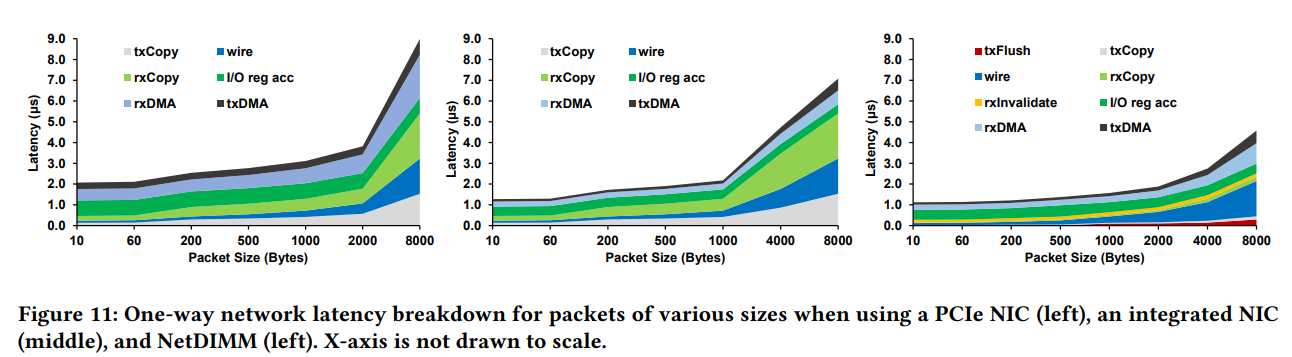 9.0
8.0
7.0
6.0
5.0
4.0
3.0
2.0
1.0
0.0
Latency (µs)
txCopy wire
rxCopy I/O reg acc
rxDMA txDMA
10 60 200 500 1000 2000 8000
Packet Size (Bytes)
9.0
8.0
7.0
6.0
5.0
4.0
3.0
2.0
1.0
0.0
Latency (µs)
txCopy wire
rxCopy I/O reg acc
rxDMA txDMA
10 60 200 500 1000 4000 8000
Packet Size (Bytes)
9.0
8.0
7.0
6.0
5.0
4.0
3.0
2.0
1.0
0.0
Latency (µs)
txFlush txCopy
wire rxCopy
rxInvalidate I/O reg acc
rxDMA txDMA
10 60 200 500 1000 2000 4000 8000
Packet Size (Bytes)
Figure 11: One-way network latency breakdown for packets of various sizes when using a PCIe NIC (left), an integrated NIC
(middle), and NetDIMM (left). X-axis is not drawn to scale.